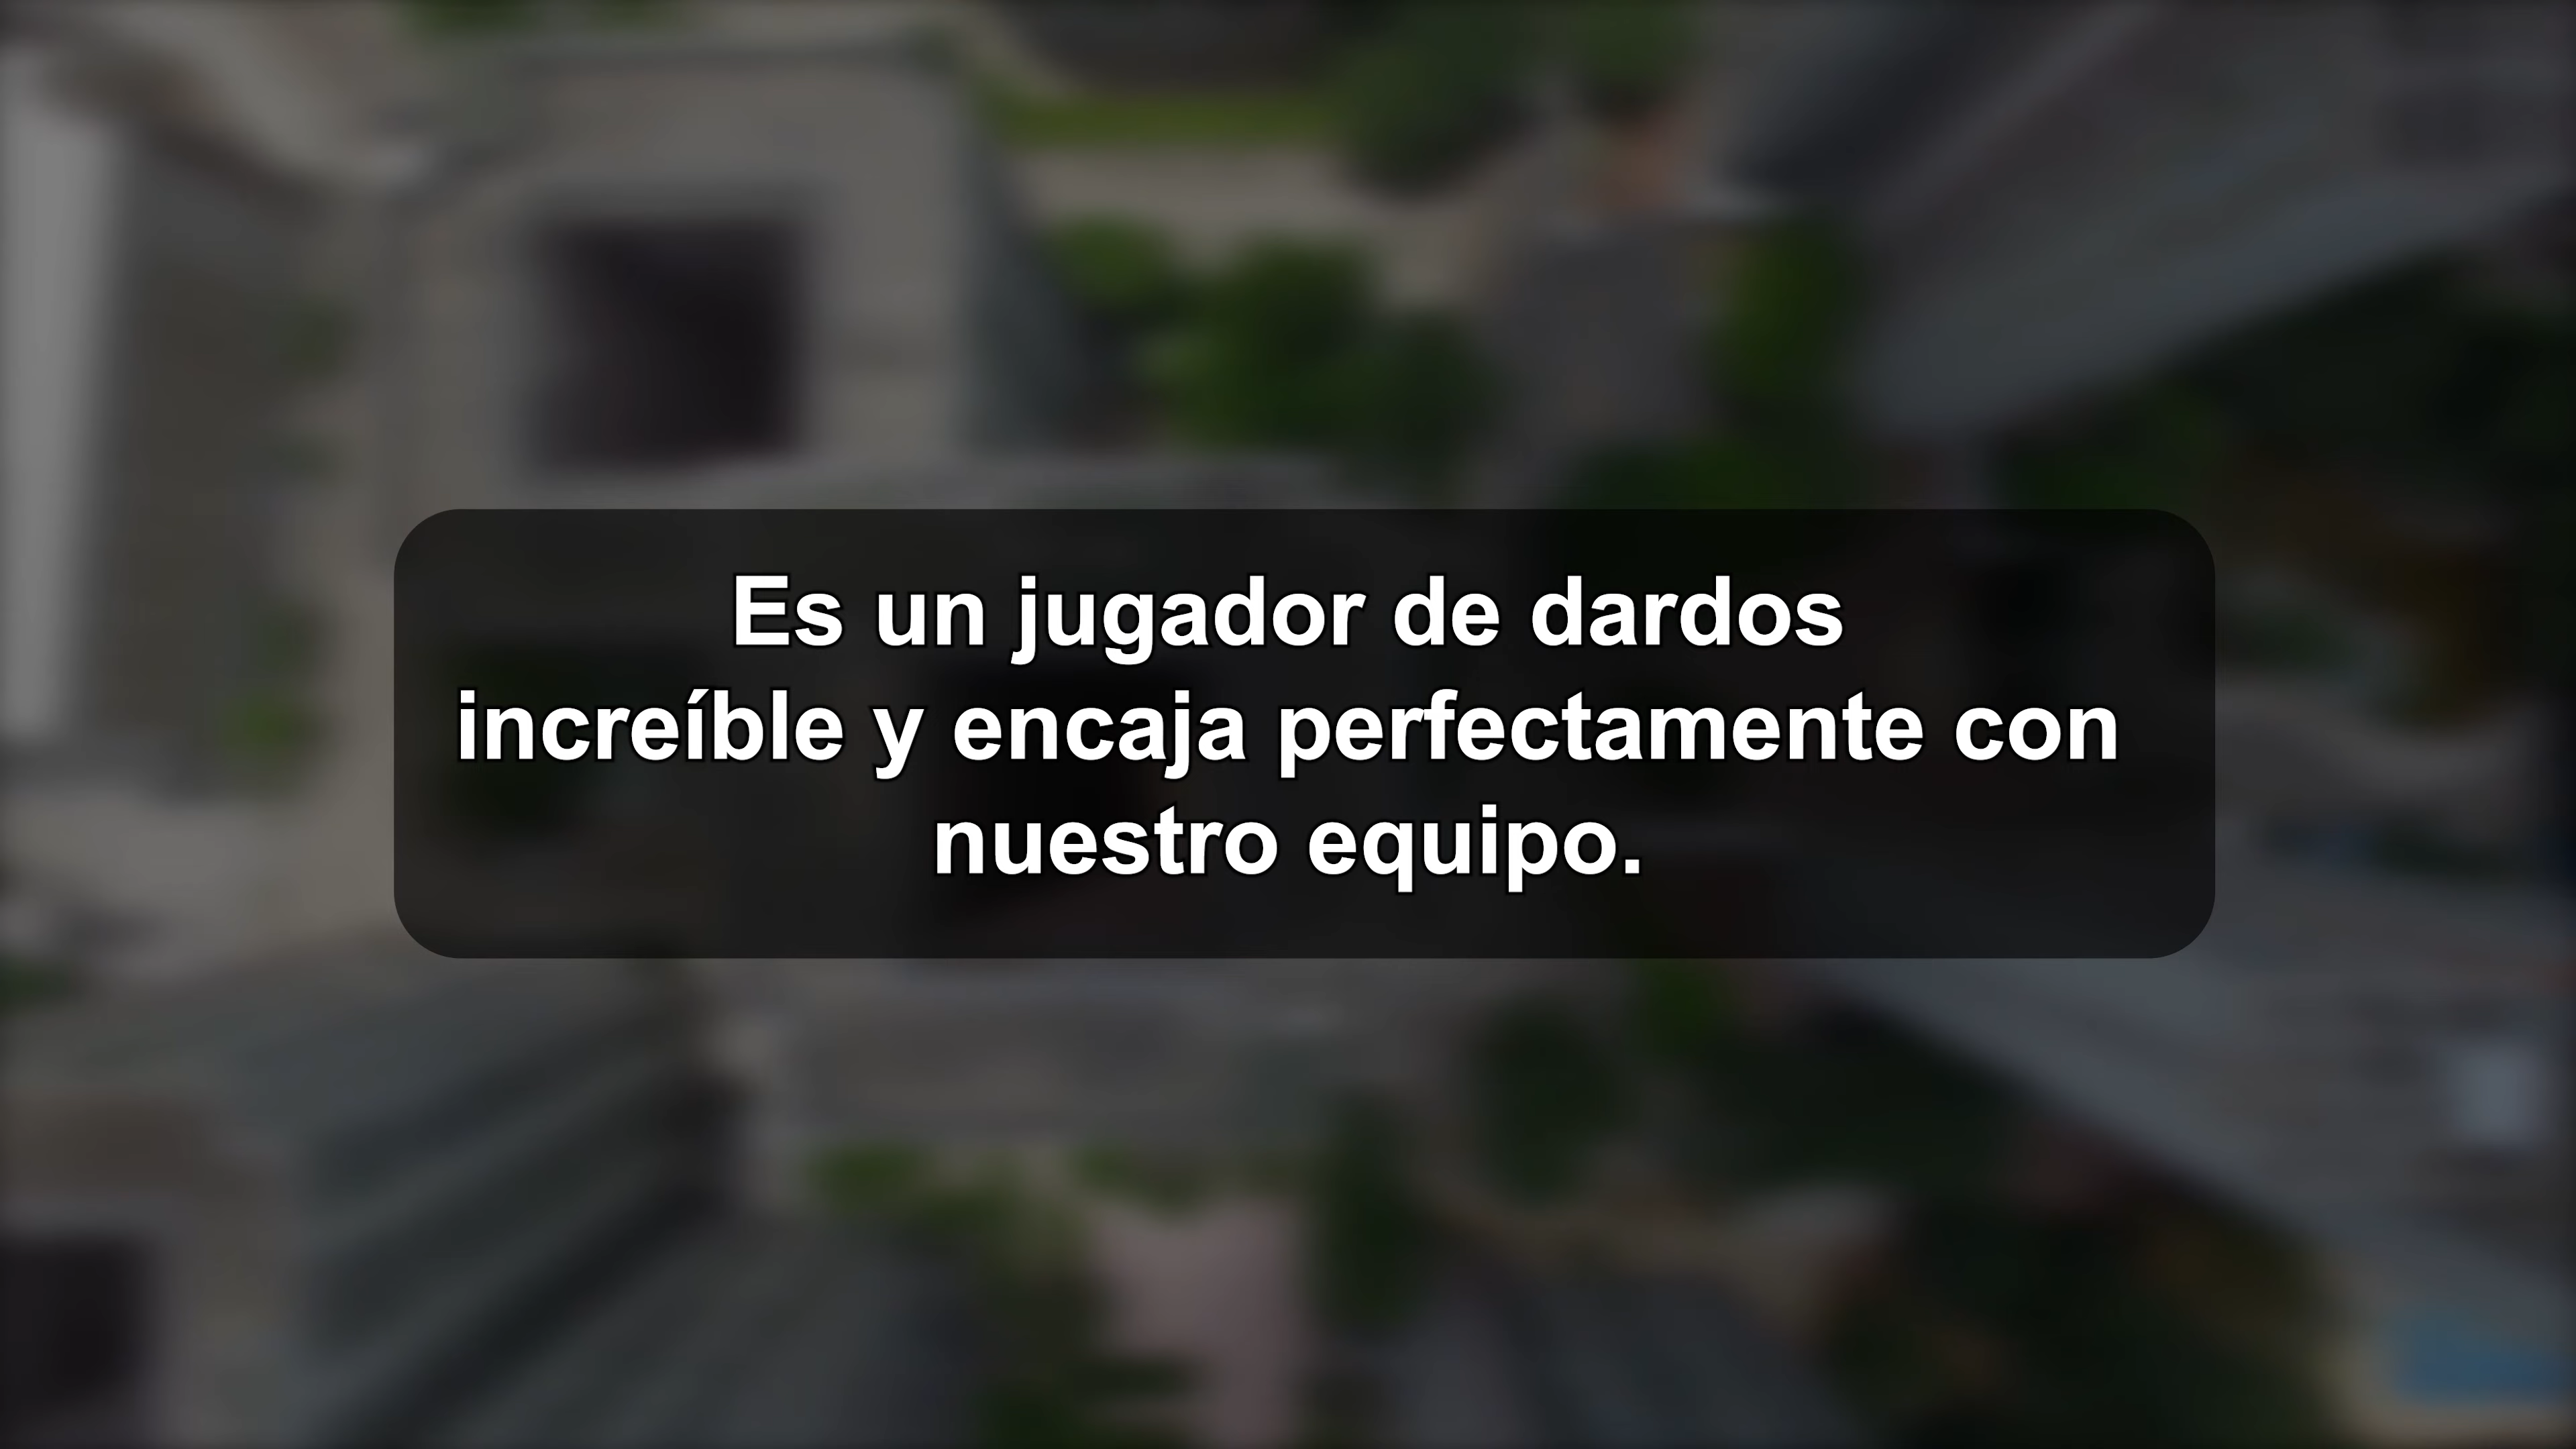 Es un jugador de dardos
increíble y encaja perfectamente con
nuestro equipo.